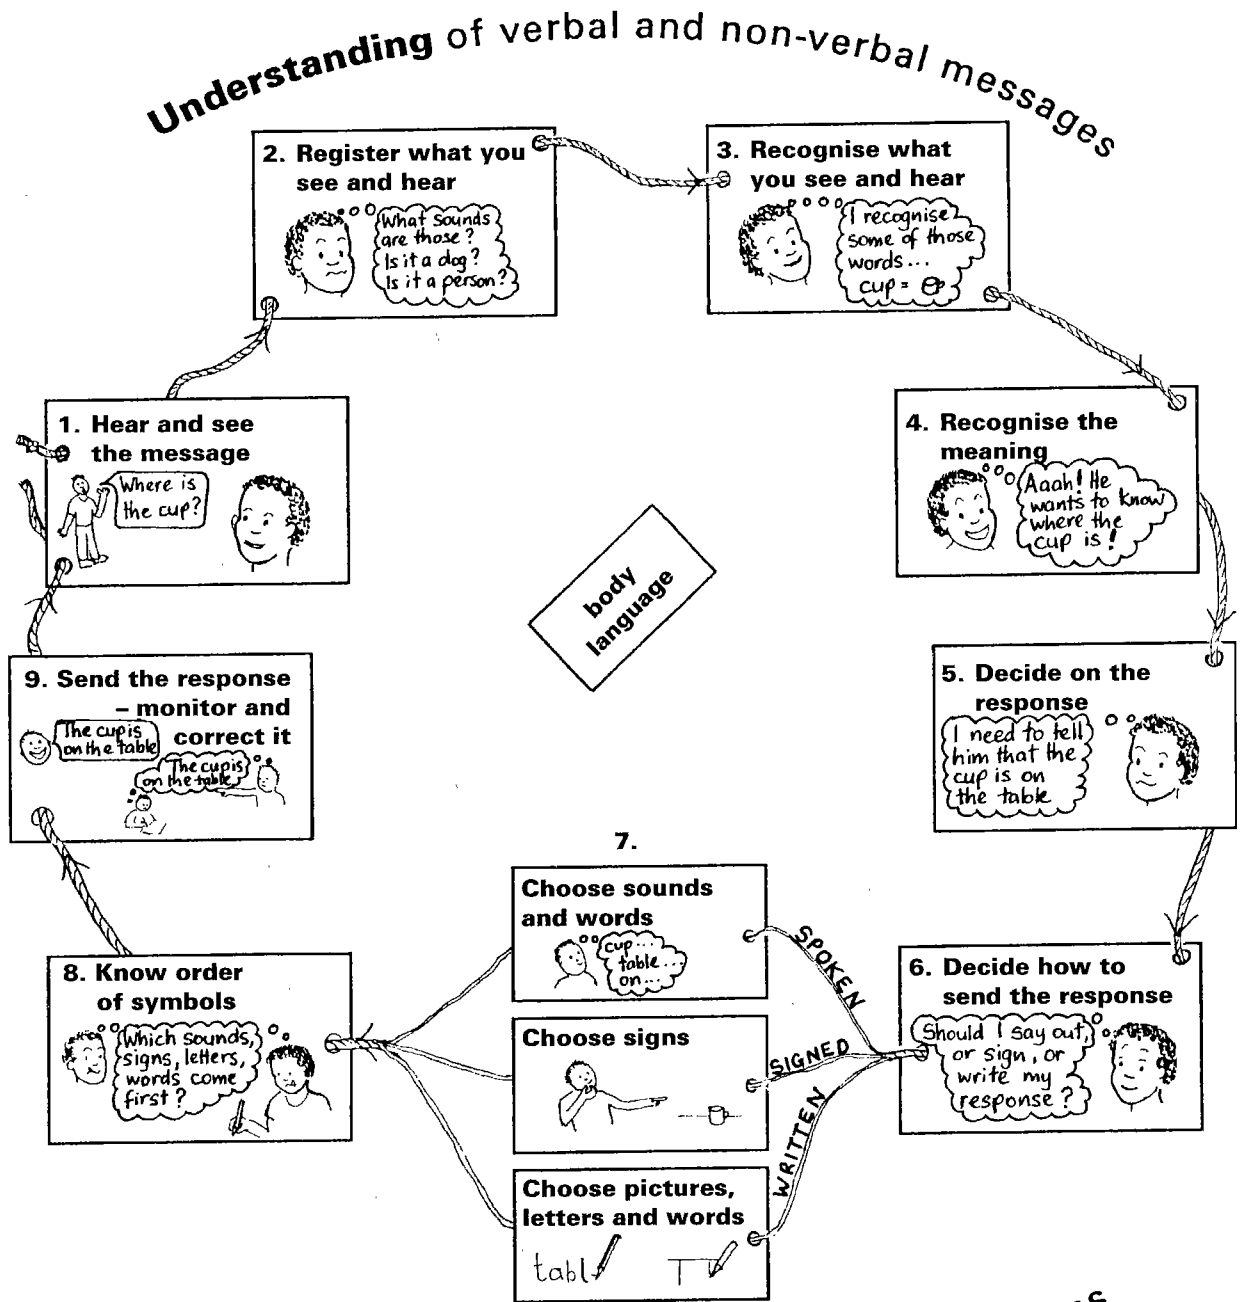 Understanding of verbal and non-verbal messages
1. Hear and see
the message
Where is
the cup?
2. Register what you
see and hear
What sounds
are those?
Is it a dog?
Is it a person?
3. Recognise what
you see and hear
I recognise
some of those
words...
cup =
4. Recognise the
meaning
Aaah! He
wants to know
where the
cup is!
5. Decide on the
response
I need to tell
him that the
cup is on
the table
6. Decide how to
send the response
Should I say out,
or sign, or
write my
response?
SPOKEN
SIGNED
WRITTEN
7.
Choose sounds
and words
cup...
table...
on...
Choose signs
Choose pictures,
letters and words
tabl
8. Know order
of symbols
Which sounds,
signs, letters,
words come
first?
9. Send the response
– monitor and
correct it
The cup is
on the table
The cup is
on the table
body
language